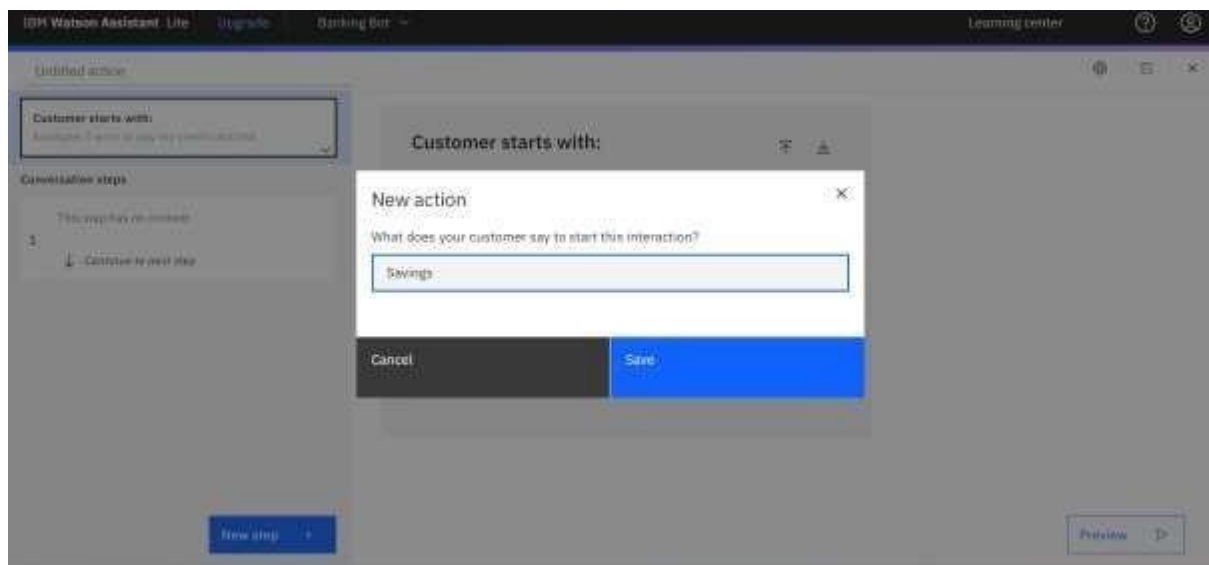 IBM Watson Assistant Lite Upgrade Banking Bot Learning center
Untitled action
Customer starts with:
Customer starts with:
Conversation steps
This step has no content
1
Continue to next step
New action
What does your customer say to start this interaction?
Savings
Cancel Save
New step +
Preview